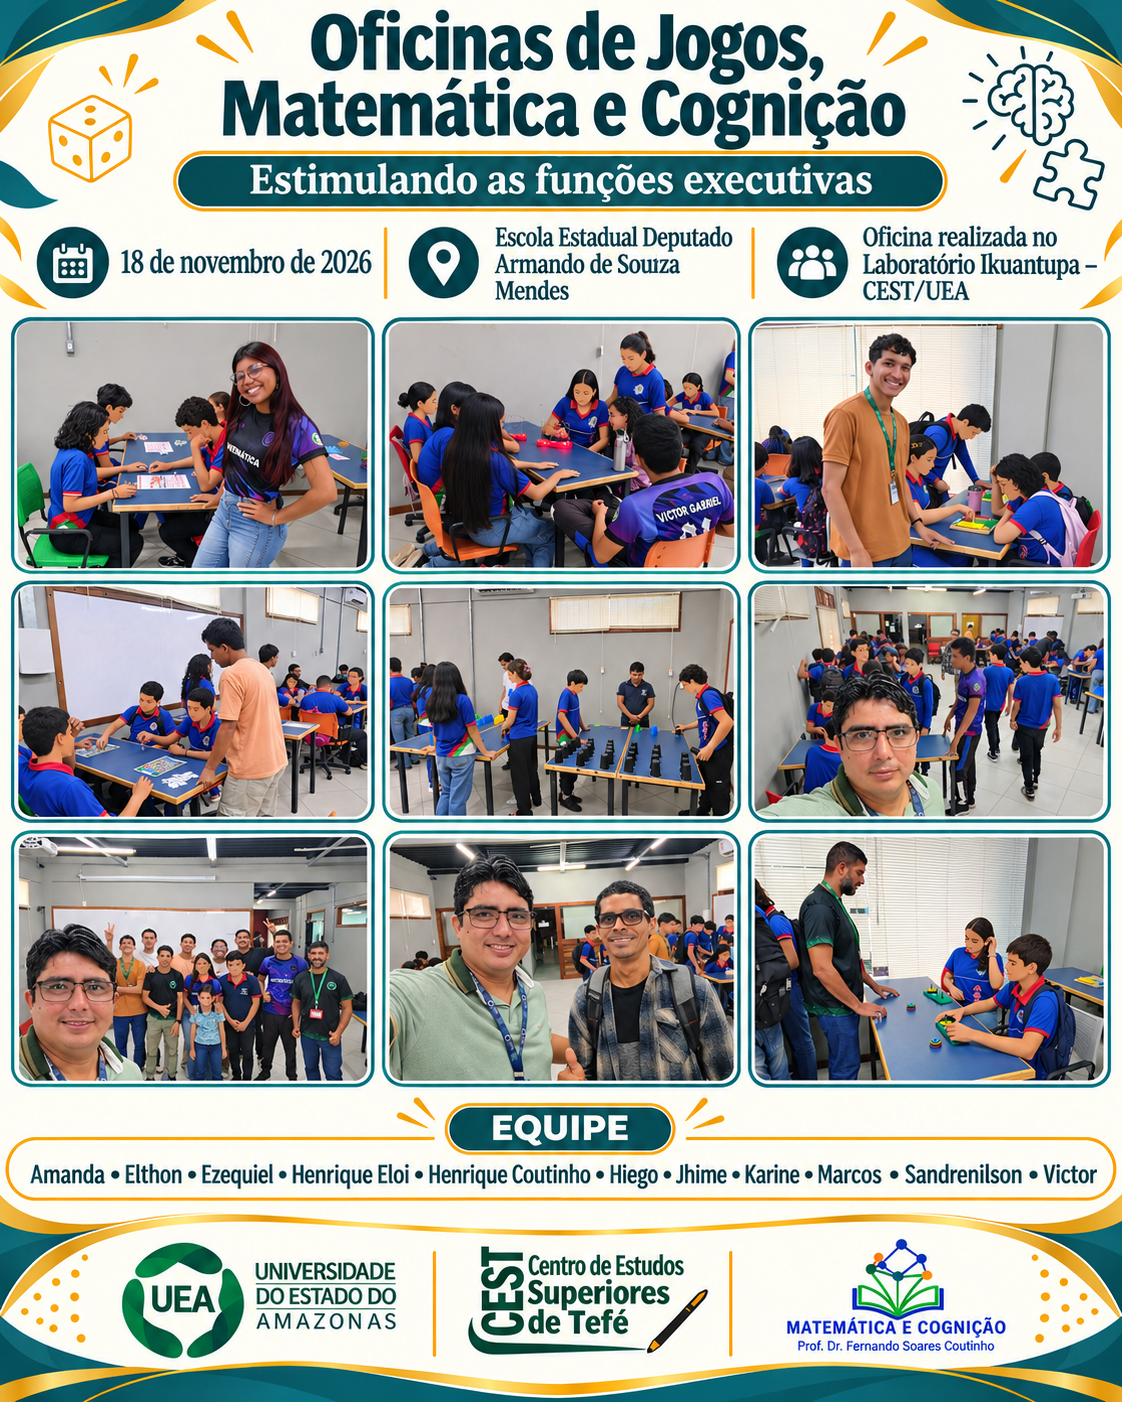 Oficinas de Jogos,
Matemática e Cognição
Estimulando as funções executivas
18 de novembro de 2026
Escola Estadual Deputado
Armando de Souza
Mendes
Oficina realizada no
Laboratório Ikuantupa –
CEST/UEA
MATEMÁTICA
VICTOR GABRIEL
EQUIPE
Amanda • Elthon • Ezequiel • Henrique Eloi • Henrique Coutinho • Hiego • Jhime • Karine • Marcos • Sandrenilson • Victor
UEA
UNIVERSIDADE
DO ESTADO DO
AMAZONAS
CEST
Centro de Estudos
Superiores
de Tefé
MATEMÁTICA E COGNIÇÃO
Prof. Dr. Fernando Soares Coutinho